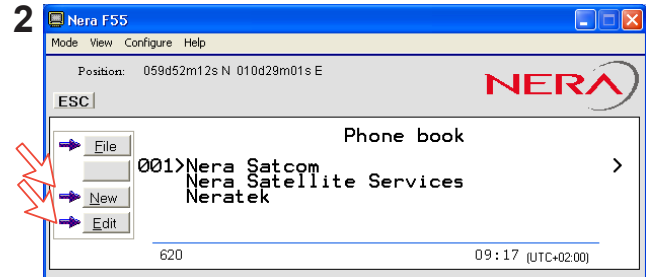 2
Nera F55
Mode View Configure Help
Position: 059d52m12s N 010d29m01s E
NERA
ESC
Phone book
File
001>Nera Satcom >
Nera Satellite Services
New Neratek
Edit
620 09:17 (UTC+02:00)